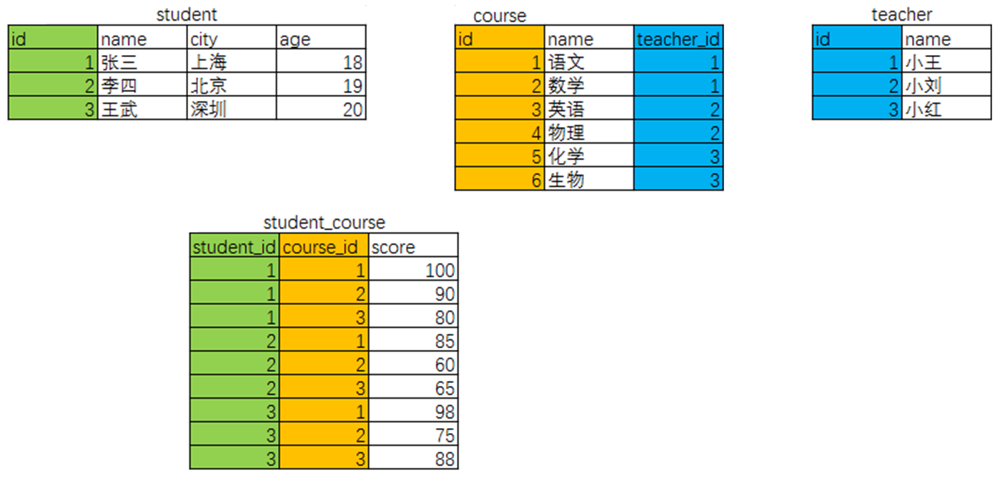 student
id name city age
1 张三 上海 18
2 李四 北京 19
3 王武 深圳 20
course
id name teacher_id
1 语文 1
2 数学 1
3 英语 2
4 物理 2
5 化学 3
6 生物 3
teacher
id name
1 小王
2 小刘
3 小红
student_course
student_id course_id score
1 1 100
1 2 90
1 3 80
2 1 85
2 2 60
2 3 65
3 1 98
3 2 75
3 3 88